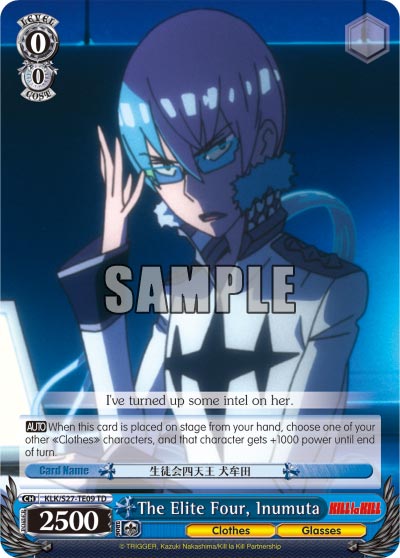 LEVEL
0
0
COST
SAMPLE
I've turned up some intel on her.
AUTO When this card is placed on stage from your hand, choose one of your
other «Clothes» characters, and that character gets +1000 power until end
of turn.
Card Name 生徒会四天王 犬牟田
CH KLK/S27-TE09 TD
POWER 2500 The Elite Four, Inumuta KILL la KILL
Clothes Glasses
© TRIGGER, Kazuki Nakashima/Kill la Kill Partnership